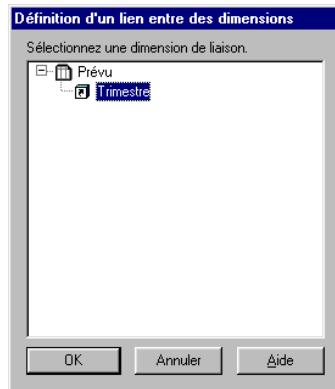 Définition d'un lien entre des dimensions
Sélectionnez une dimension de liaison.
Prévu
Trimestre
OK
Annuler
Aide